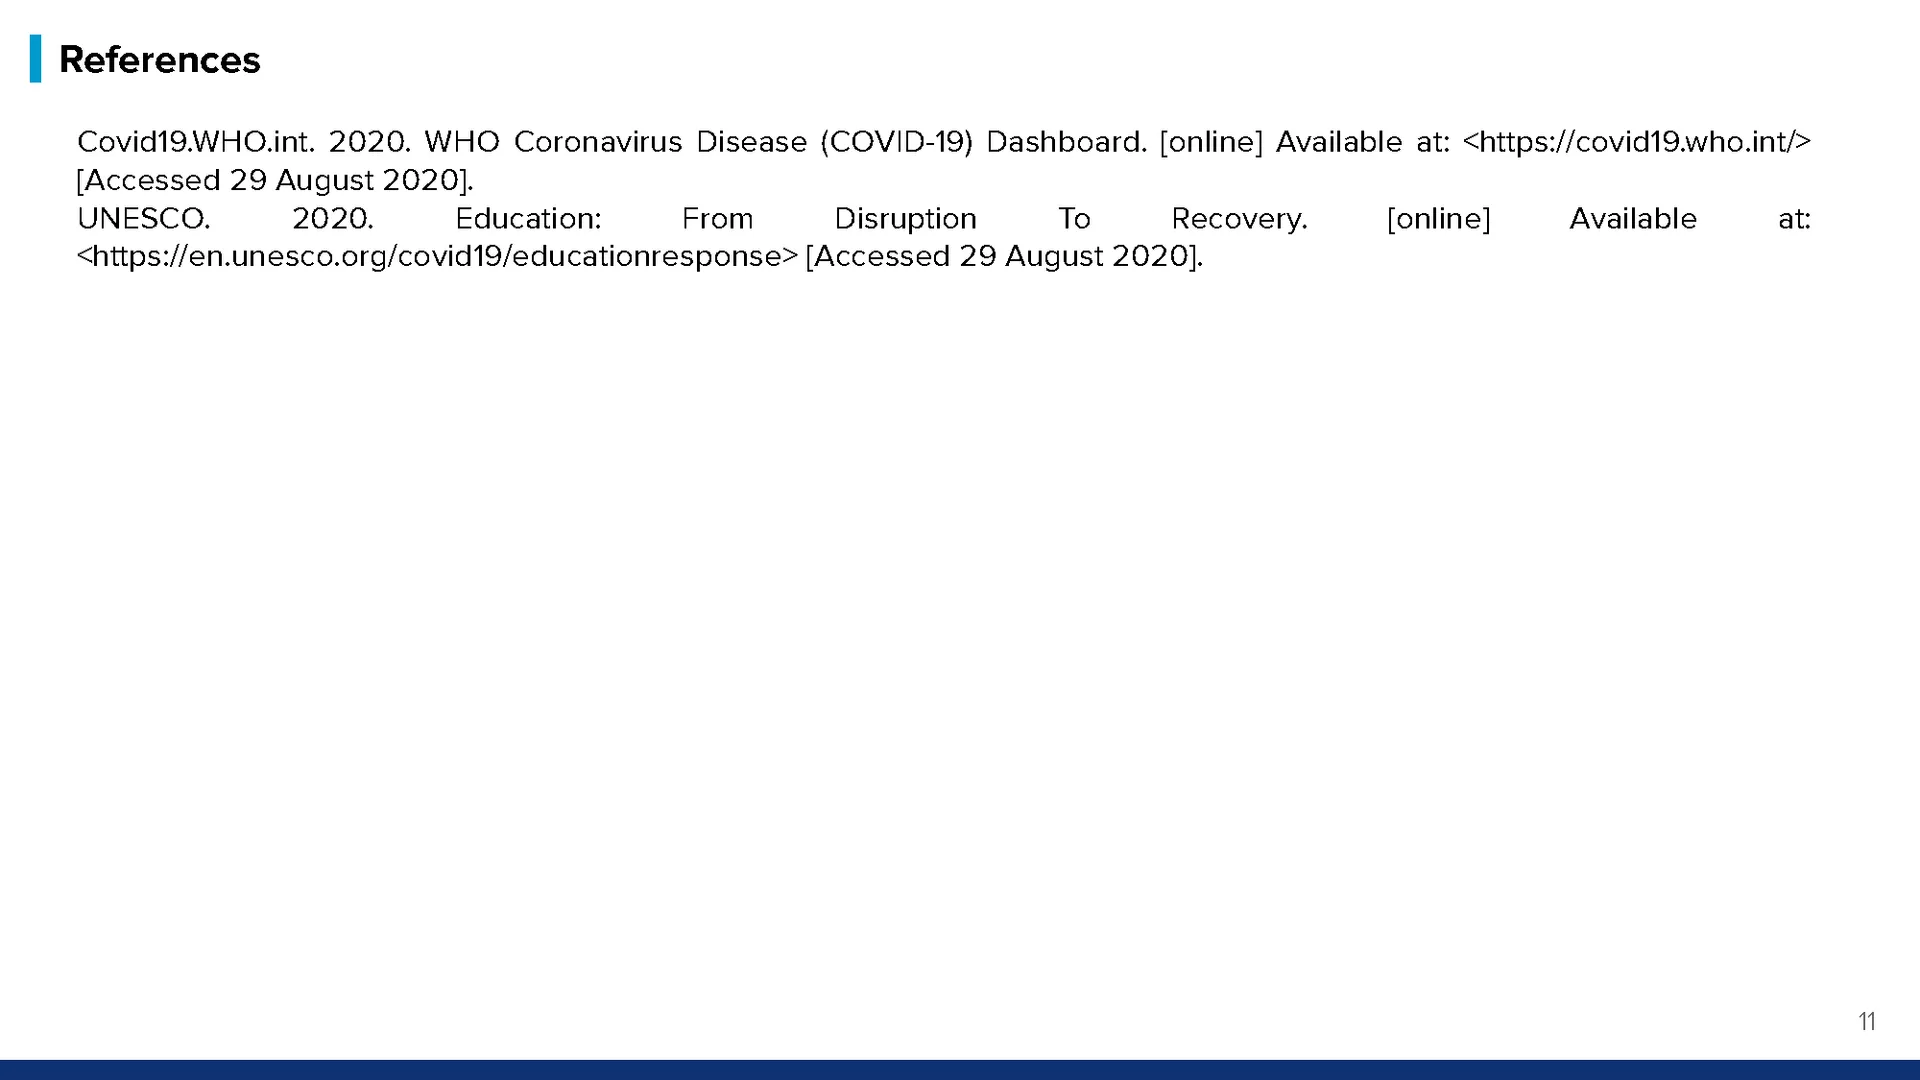 References
Covid19.WHO.int. 2020. WHO Coronavirus Disease (COVID-19) Dashboard. [online] Available at: <https://covid19.who.int/>
[Accessed 29 August 2020].
UNESCO. 2020. Education: From Disruption To Recovery. [online] Available at:
<https://en.unesco.org/covid19/educationresponse> [Accessed 29 August 2020].
11